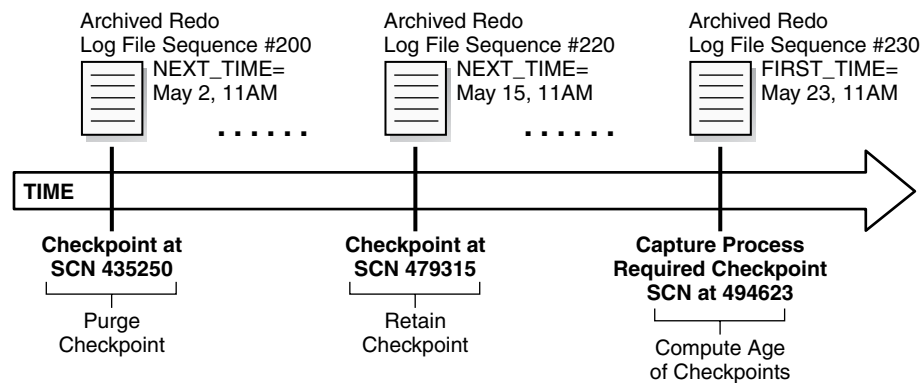 Archived Redo
Log File Sequence #200
NEXT_TIME=
May 2, 11AM
Archived Redo
Log File Sequence #220
NEXT_TIME=
May 15, 11AM
Archived Redo
Log File Sequence #230
FIRST_TIME=
May 23, 11AM
......
......
TIME
Checkpoint at
SCN 435250
Purge
Checkpoint
Checkpoint at
SCN 479315
Retain
Checkpoint
Capture Process
Required Checkpoint
SCN at 494623
Compute Age
of Checkpoints